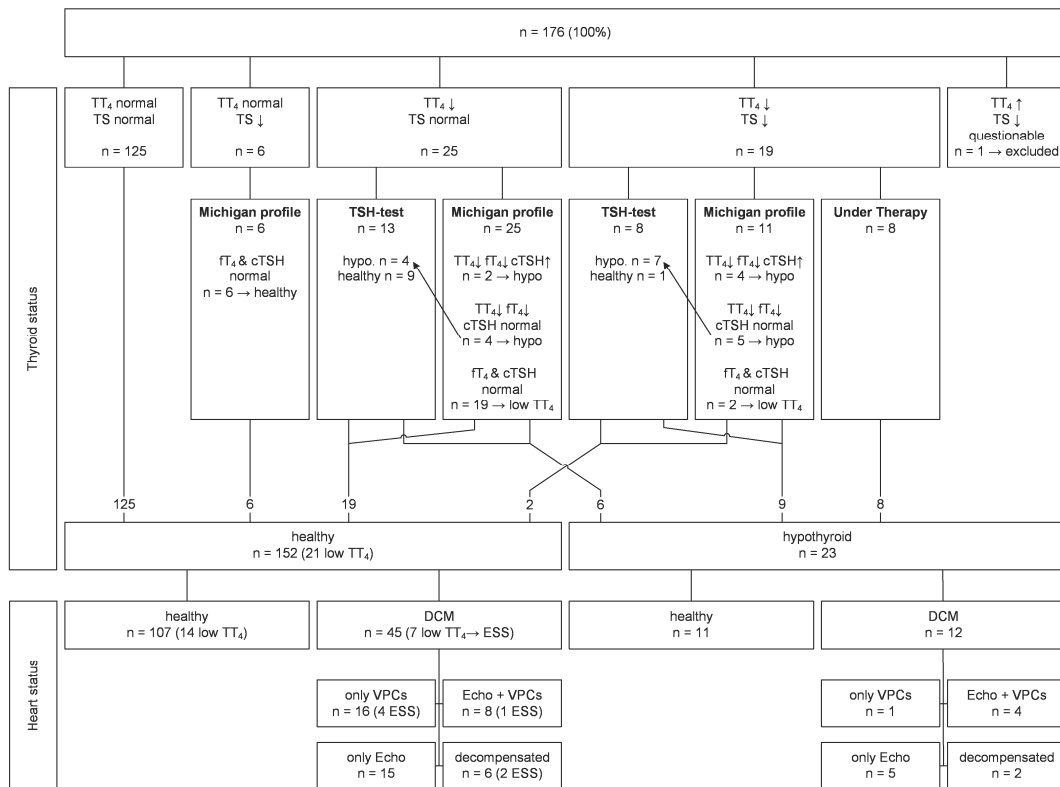 n = 176 (100%)
Thyroid status
TT₄ normal
TS normal
n = 125
TT₄ normal
TS ↓
n = 6
TT₄ ↓
TS normal
n = 25
TT₄ ↓
TS ↓
n = 19
TT₄ ↑
TS ↓
questionable
n = 1 → excluded
Michigan profile
n = 6
fT₄ & cTSH
normal
n = 6 → healthy
TSH-test
n = 13
hypo. n = 4
healthy n = 9
Michigan profile
n = 25
TT₄↓ fT₄↓ cTSH↑
n = 2 → hypo
TT₄↓ fT₄↓
cTSH normal
n = 4 → hypo
fT₄ & cTSH
normal
n = 19 → low TT₄
TSH-test
n = 8
hypo. n = 7
healthy n = 1
Michigan profile
n = 11
TT₄↓ fT₄↓ cTSH↑
n = 4 → hypo
TT₄↓ fT₄↓
cTSH normal
n = 5 → hypo
fT₄ & cTSH
normal
n = 2 → low TT₄
Under Therapy
n = 8
125
6
19
2
6
9
8
healthy
n = 152 (21 low TT₄)
hypothyroid
n = 23
Heart status
healthy
n = 107 (14 low TT₄)
DCM
n = 45 (7 low TT₄→ ESS)
healthy
n = 11
DCM
n = 12
only VPCs
n = 16 (4 ESS)
Echo + VPCs
n = 8 (1 ESS)
only VPCs
n = 1
Echo + VPCs
n = 4
only Echo
n = 15
decompensated
n = 6 (2 ESS)
only Echo
n = 5
decompensated
n = 2